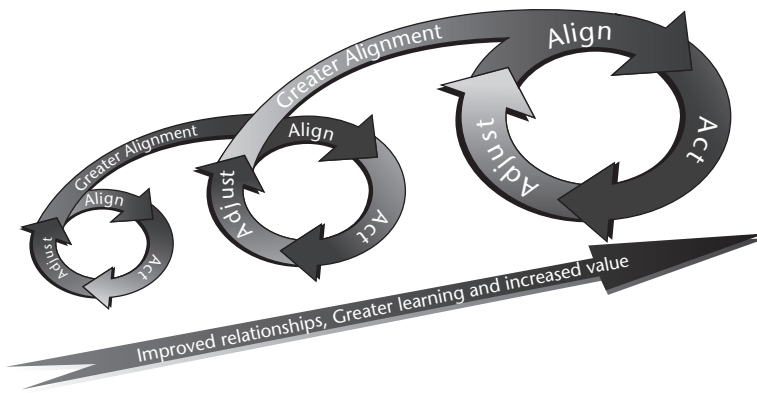 Align
Act
Adjust
Greater Alignment
Align
Act
Adjust
Greater Alignment
Align
Act
Adjust
Improved relationships, Greater learning and increased value